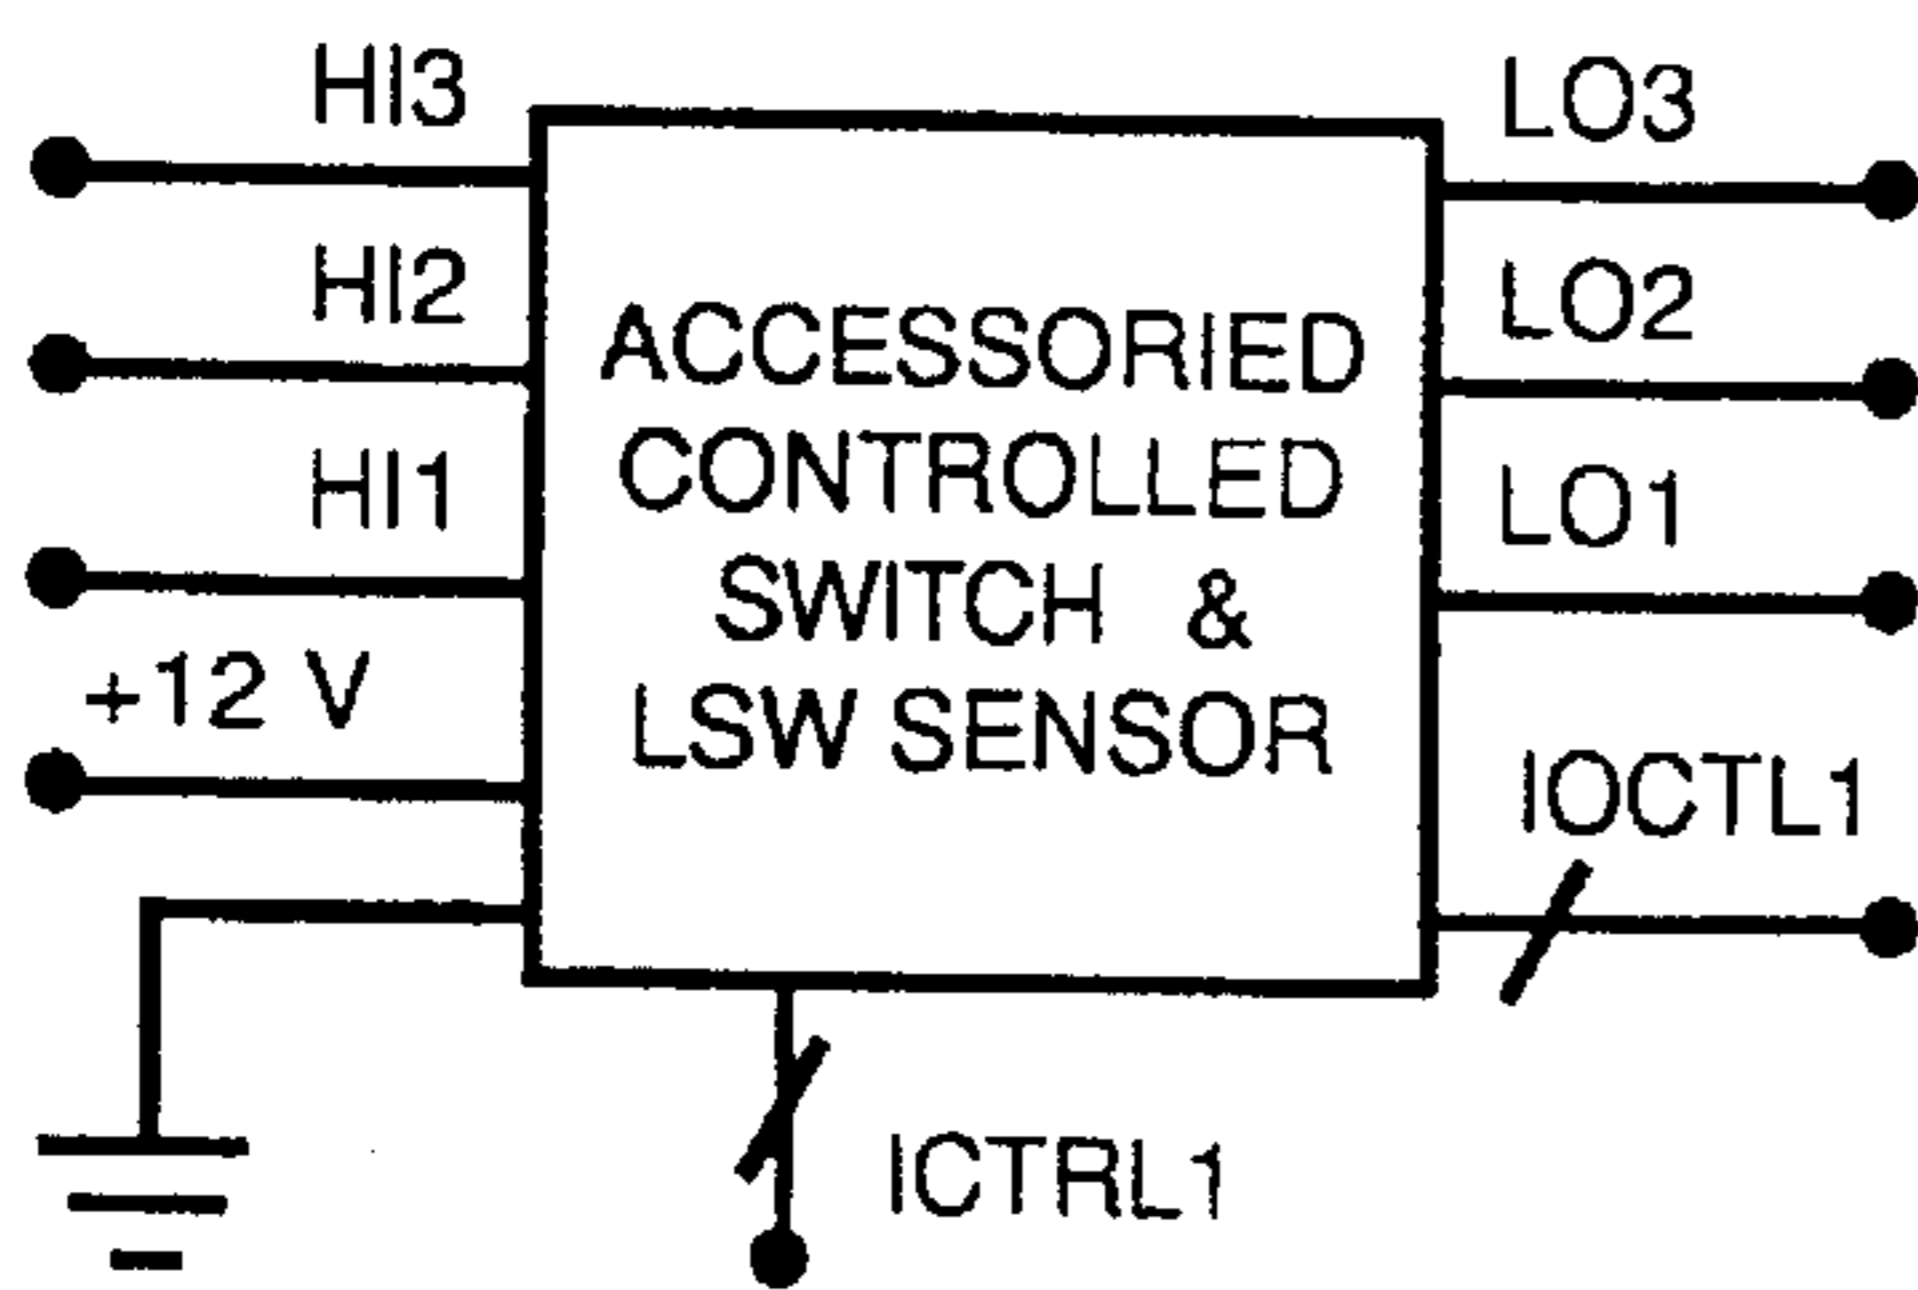 HI3
LO3
HI2
LO2
ACCESSORIED
CONTROLLED
HI1
LO1
SWITCH &
+12 V
LSW SENSOR
IOCTL1
ICTRL1